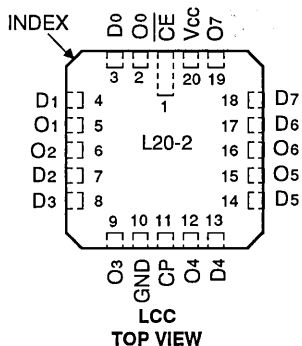 INDEX
D0 O0 CE VCC O7
3 2 20 19
1
D1 4 18 D7
O1 5 L20-2 17 D6
O2 6 16 O6
D2 7 15 O5
D3 8 14 D5
9 10 11 12 13
O3 GND CP O4 D4
LCC
TOP VIEW